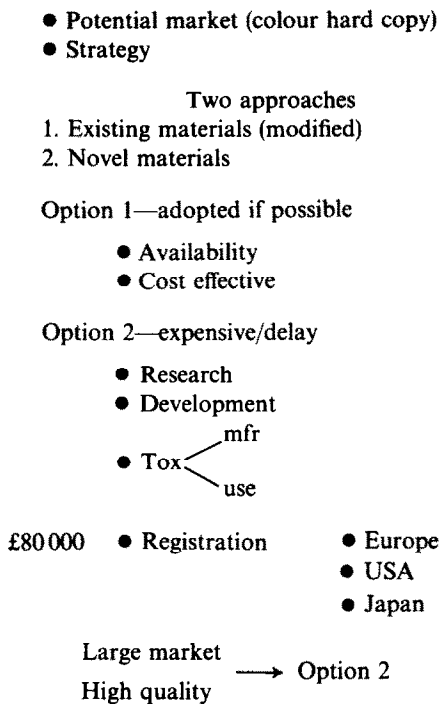 ● Potential market (colour hard copy)
● Strategy
Two approaches
1. Existing materials (modified)
2. Novel materials
Option 1—adopted if possible
● Availability
● Cost effective
Option 2—expensive/delay
● Research
● Development
mfr
● Tox
use
£80 000 ● Registration ● Europe
● USA
● Japan
Large market
→ Option 2
High quality